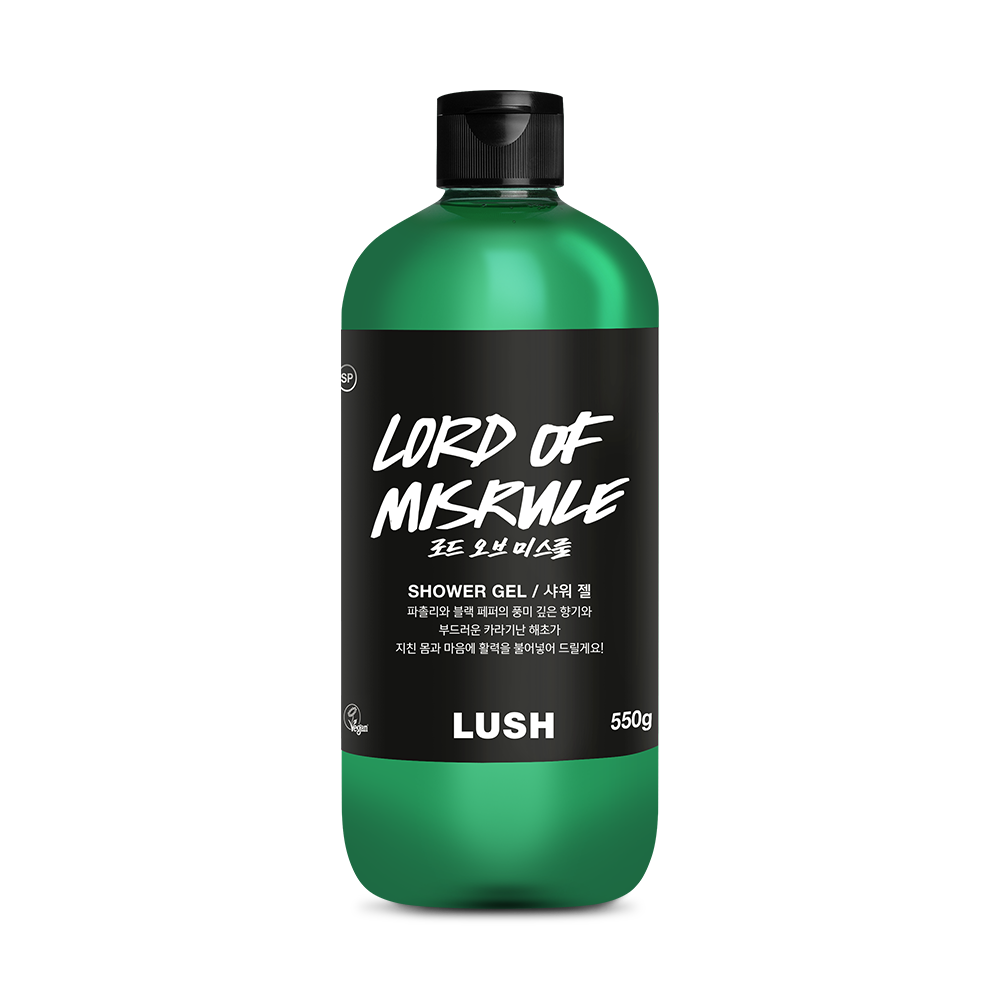 SP
LORD OF
MISRULE
로드 오브 미스룰
SHOWER GEL / 샤워 젤
파촐리와 블랙 페퍼의 풍미 깊은 향기와
부드러운 카라기난 해초가
지친 몸과 마음에 활력을 불어넣어 드릴게요!
Vegan
LUSH
550g